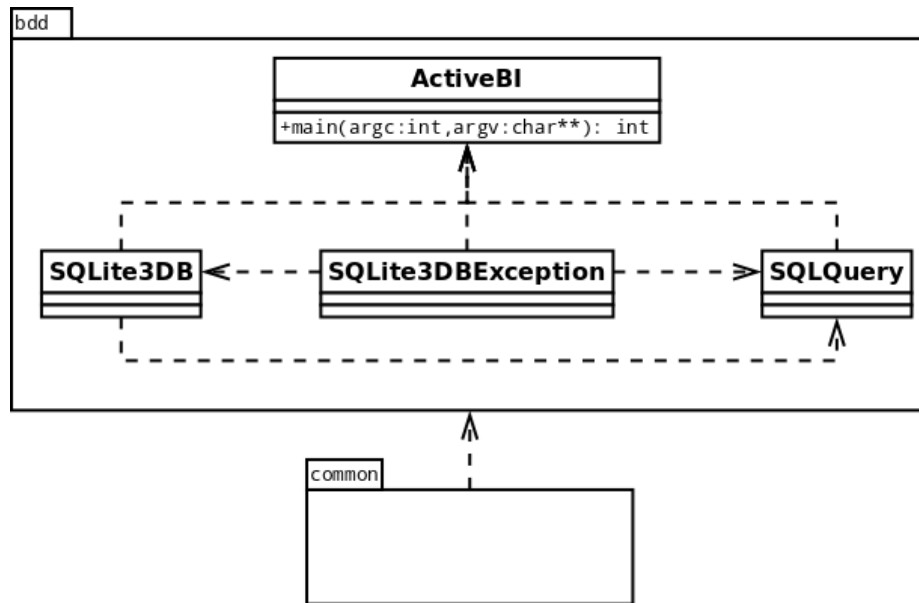 bdd
ActiveBI
+main(argc:int,argv:char**): int
SQLite3DB
SQLite3DBException
SQLQuery
common